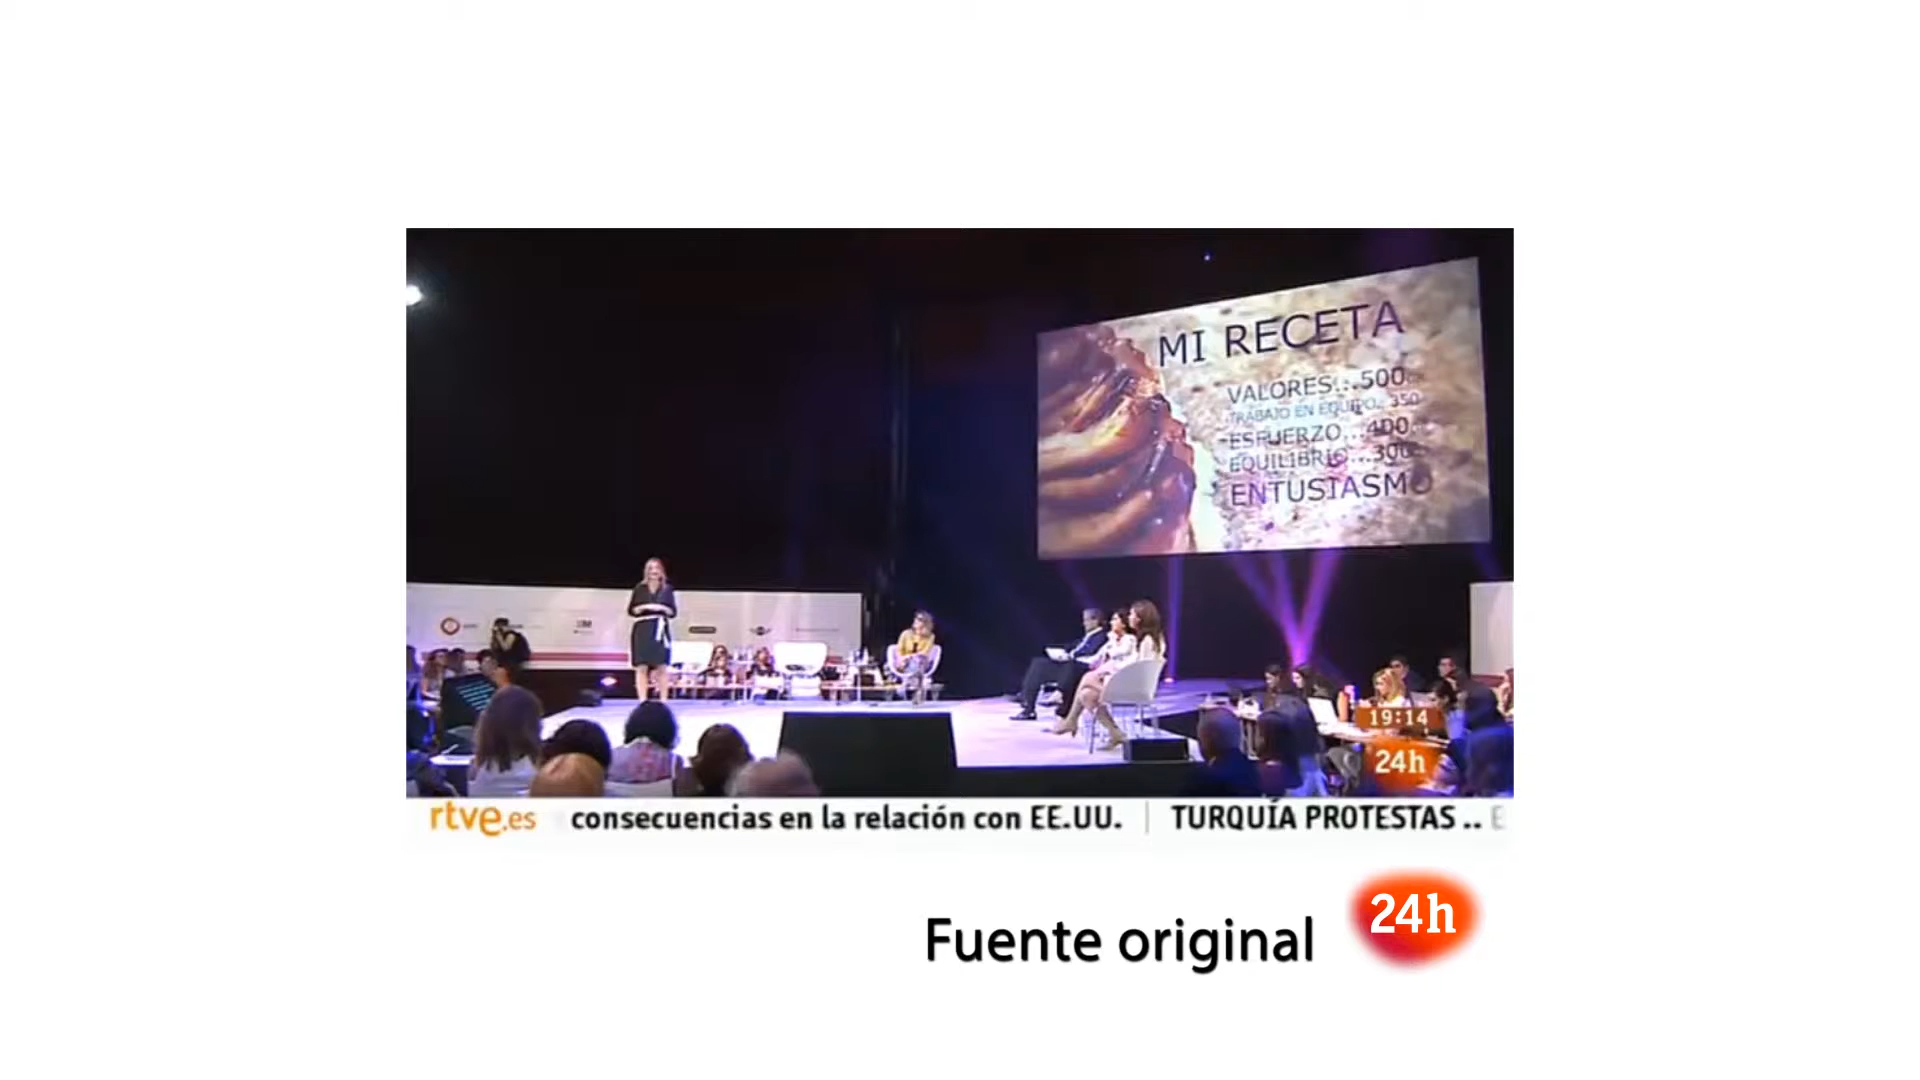 MI RECETA
VALORES...500
TRABAJO EN EQUIPO.. 350
ESFUERZO...400
EQUILIBRIO...300
ENTUSIASMO
19:14
24h
rtve.es consecuencias en la relación con EE.UU. | TURQUÍA PROTESTAS ..
Fuente original 24h